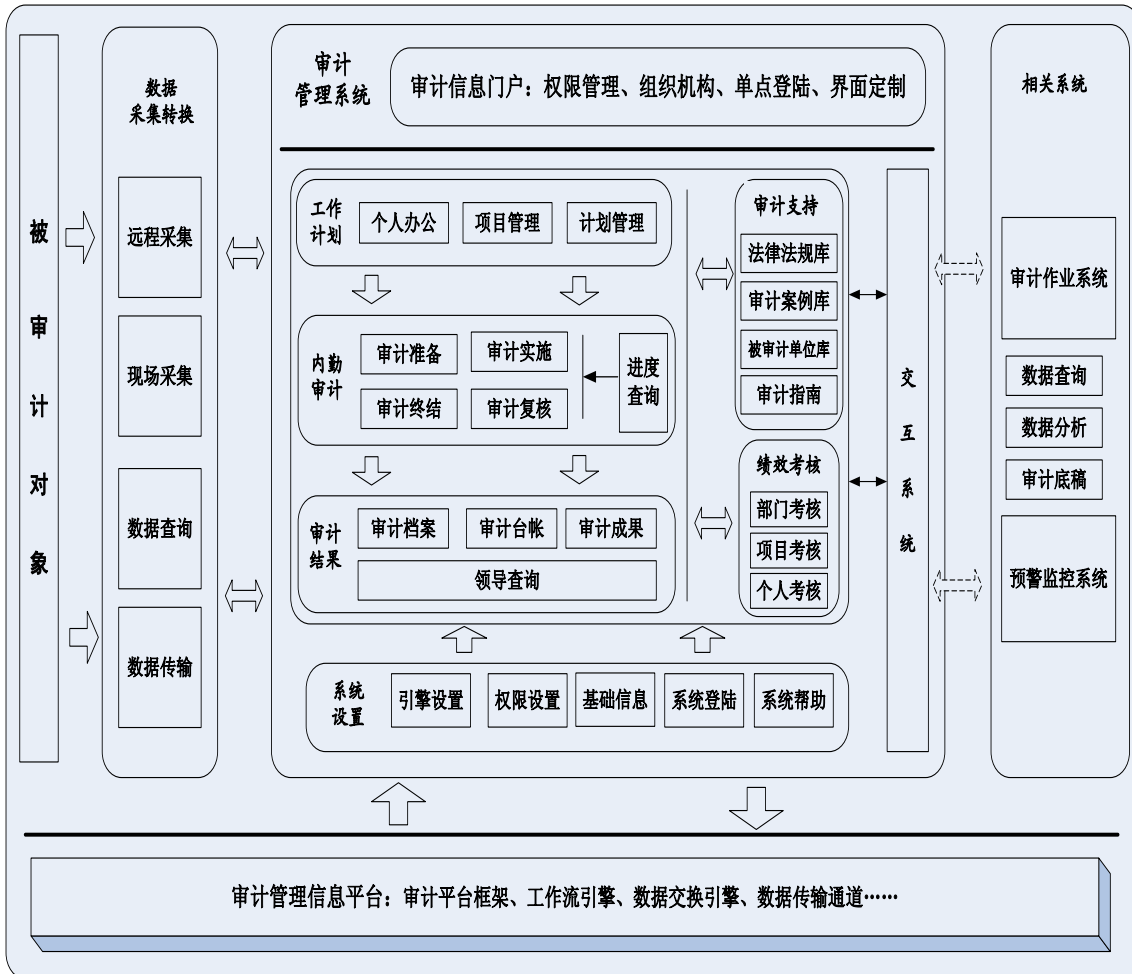 被审计对象
数据
采集转换
远程采集
现场采集
数据查询
数据传输
审计
管理系统
审计信息门户：权限管理、组织机构、单点登陆、界面定制
工作
计划
个人办公
项目管理
计划管理
内勤
审计
审计准备
审计实施
审计终结
审计复核
进度
查询
审计
结果
审计档案
审计台帐
审计成果
领导查询
审计支持
法律法规库
审计案例库
被审计单位库
审计指南
绩效考核
部门考核
项目考核
个人考核
系统
设置
引擎设置
权限设置
基础信息
系统登陆
系统帮助
交互系统
相关系统
审计作业系统
数据查询
数据分析
审计底稿
预警监控系统
审计管理信息平台：审计平台框架、工作流引擎、数据交换引擎、数据传输通道……